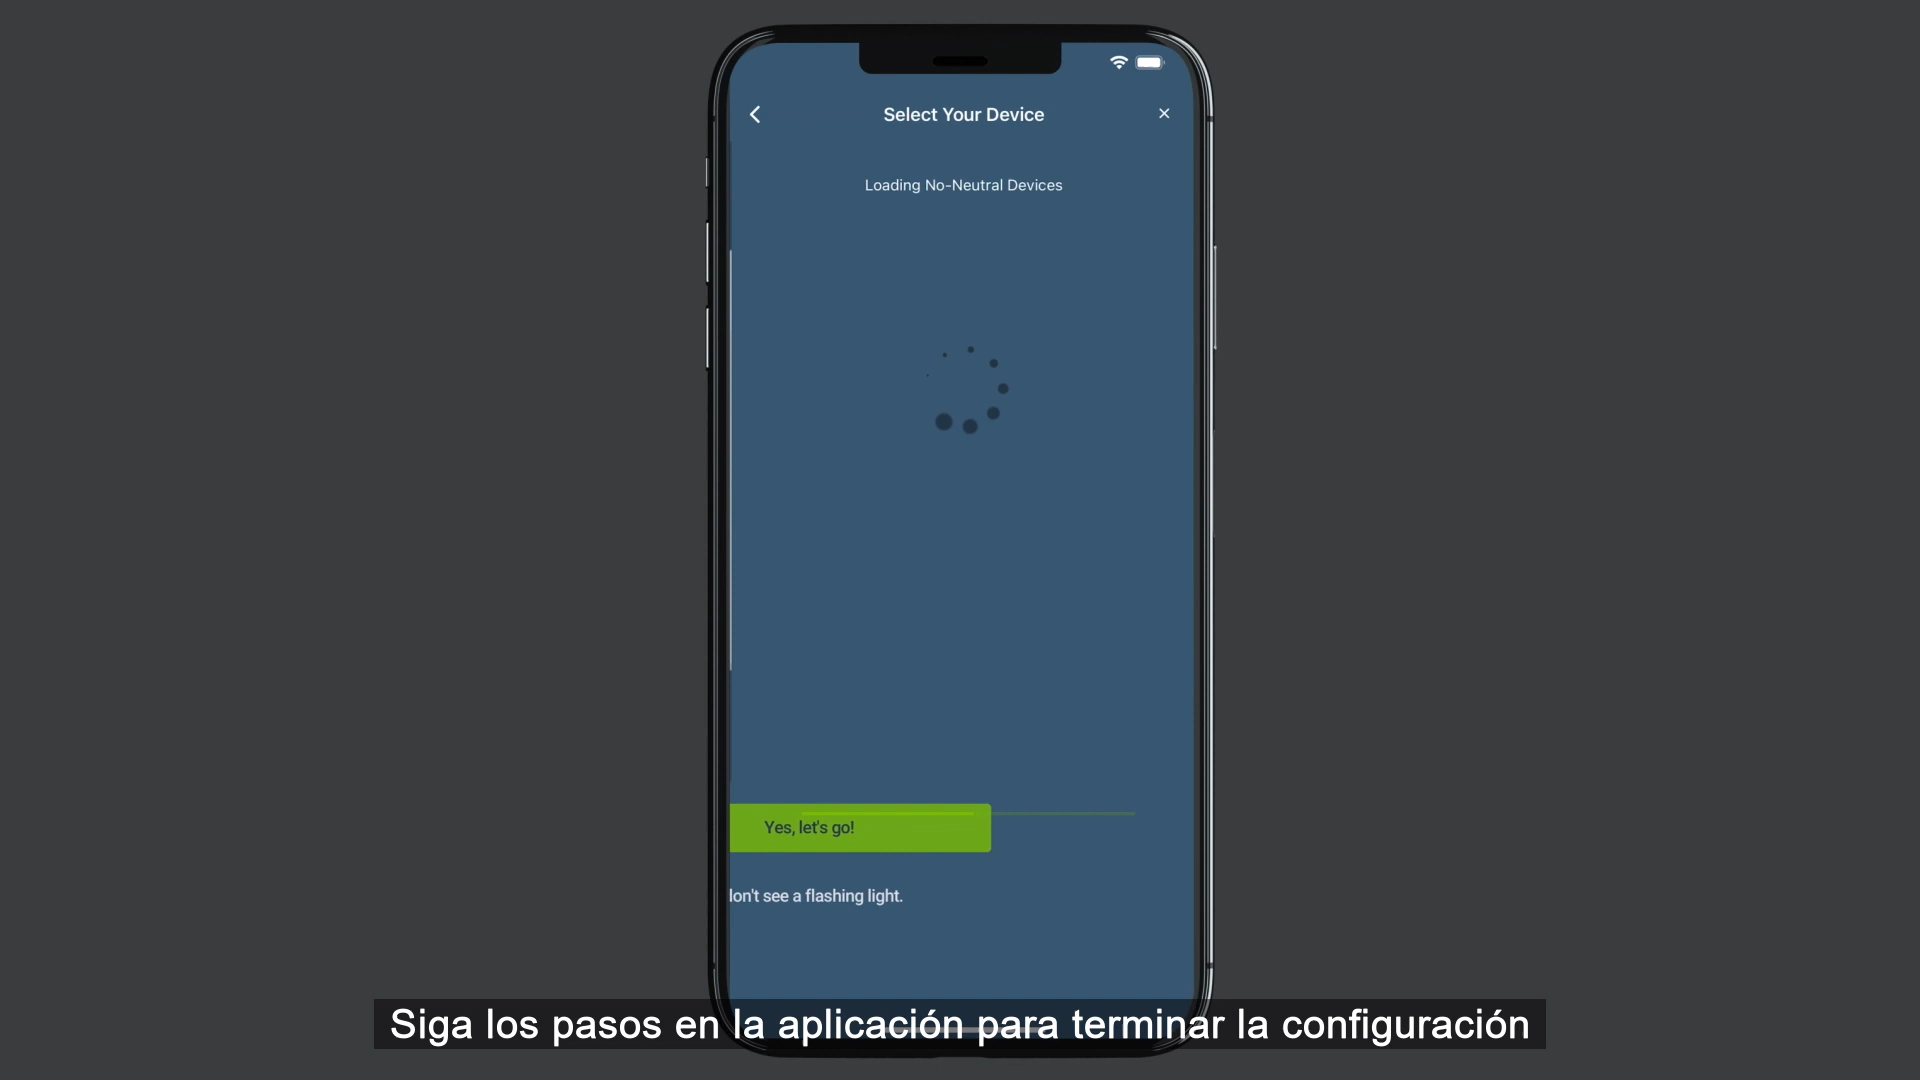 Select Your Device
Loading No-Neutral Devices
Yes, let's go!
don't see a flashing light.
Siga los pasos en la aplicación para terminar la configuración